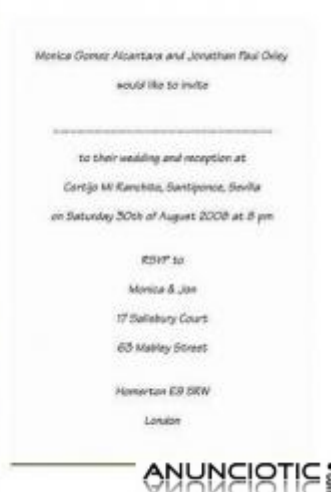 Monica Gomez Alcantara and Jonathan Paul Oxley
would like to invite
to their wedding and reception at
Cortijo Mi Ranchito, Santiponce, Sevilla
on Saturday 30th of August 2008 at 8 pm
RSVP to
Monica & Jon
17 Salisbury Court
63 Mabley Street
Homerton E9 5RW
London
ANUNCIOTIC